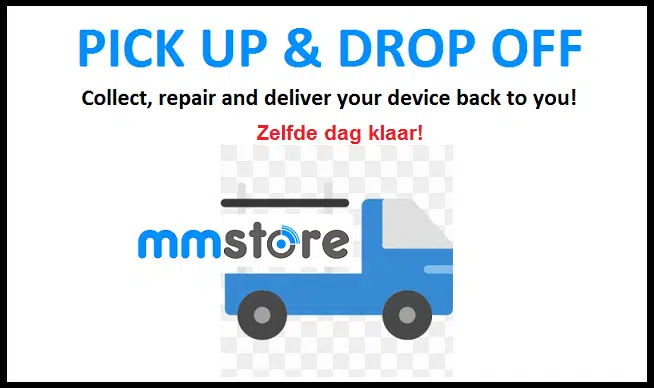 PICK UP & DROP OFF
Collect, repair and deliver your device back to you!
Zelfde dag klaar!
mmstore